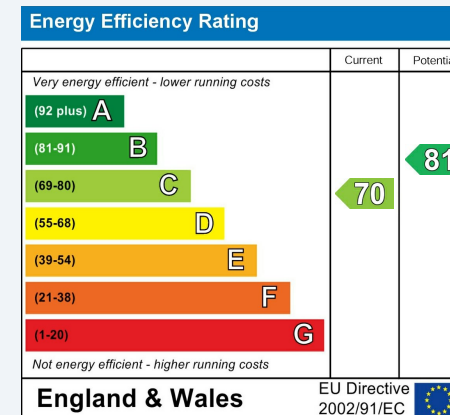 Energy Efficiency Rating
Current Potentia
Very energy efficient - lower running costs
(92 plus) A
(81-91) B
81
(69-80) C
70
(55-68) D
(39-54) E
(21-38) F
(1-20) G
Not energy efficient - higher running costs
England & Wales
EU Directive
2002/91/EC